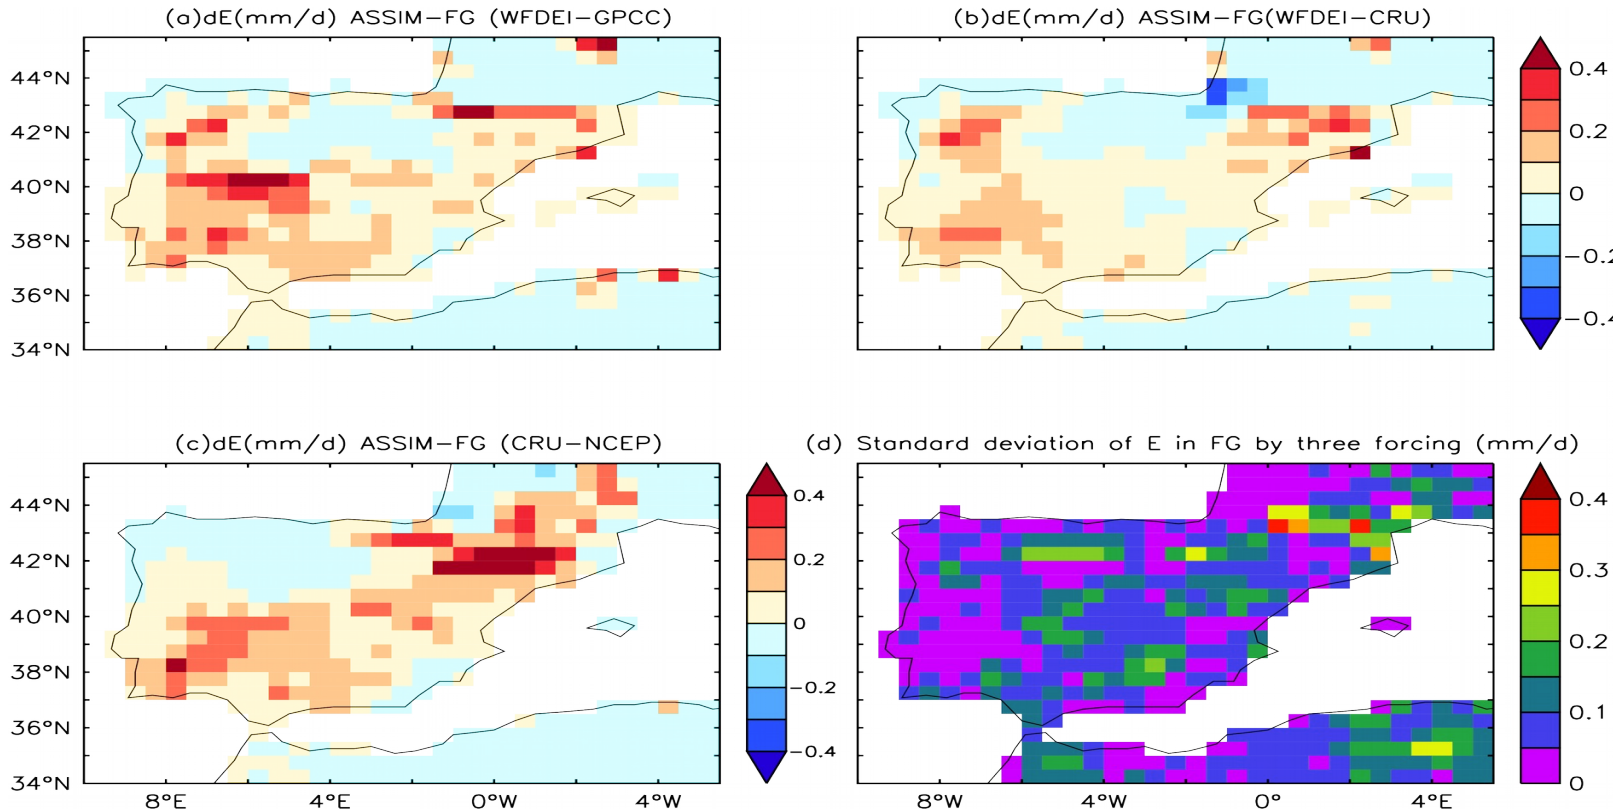 (a)dE(mm/d) ASSIM-FG (WFDEI-GPCC)
(b)dE(mm/d) ASSIM-FG(WFDEI-CRU)
44°N
42°N
40°N
38°N
36°N
34°N
0.4
0.2
0
-0.2
-0.4
(c)dE(mm/d) ASSIM-FG (CRU-NCEP)
(d) Standard deviation of E in FG by three forcing (mm/d)
44°N
42°N
40°N
38°N
36°N
34°N
0.4
0.2
0
-0.2
-0.4
0.4
0.3
0.2
0.1
0
8°E 4°E 0°W 4°W
8°W 4°W 0°E 4°E